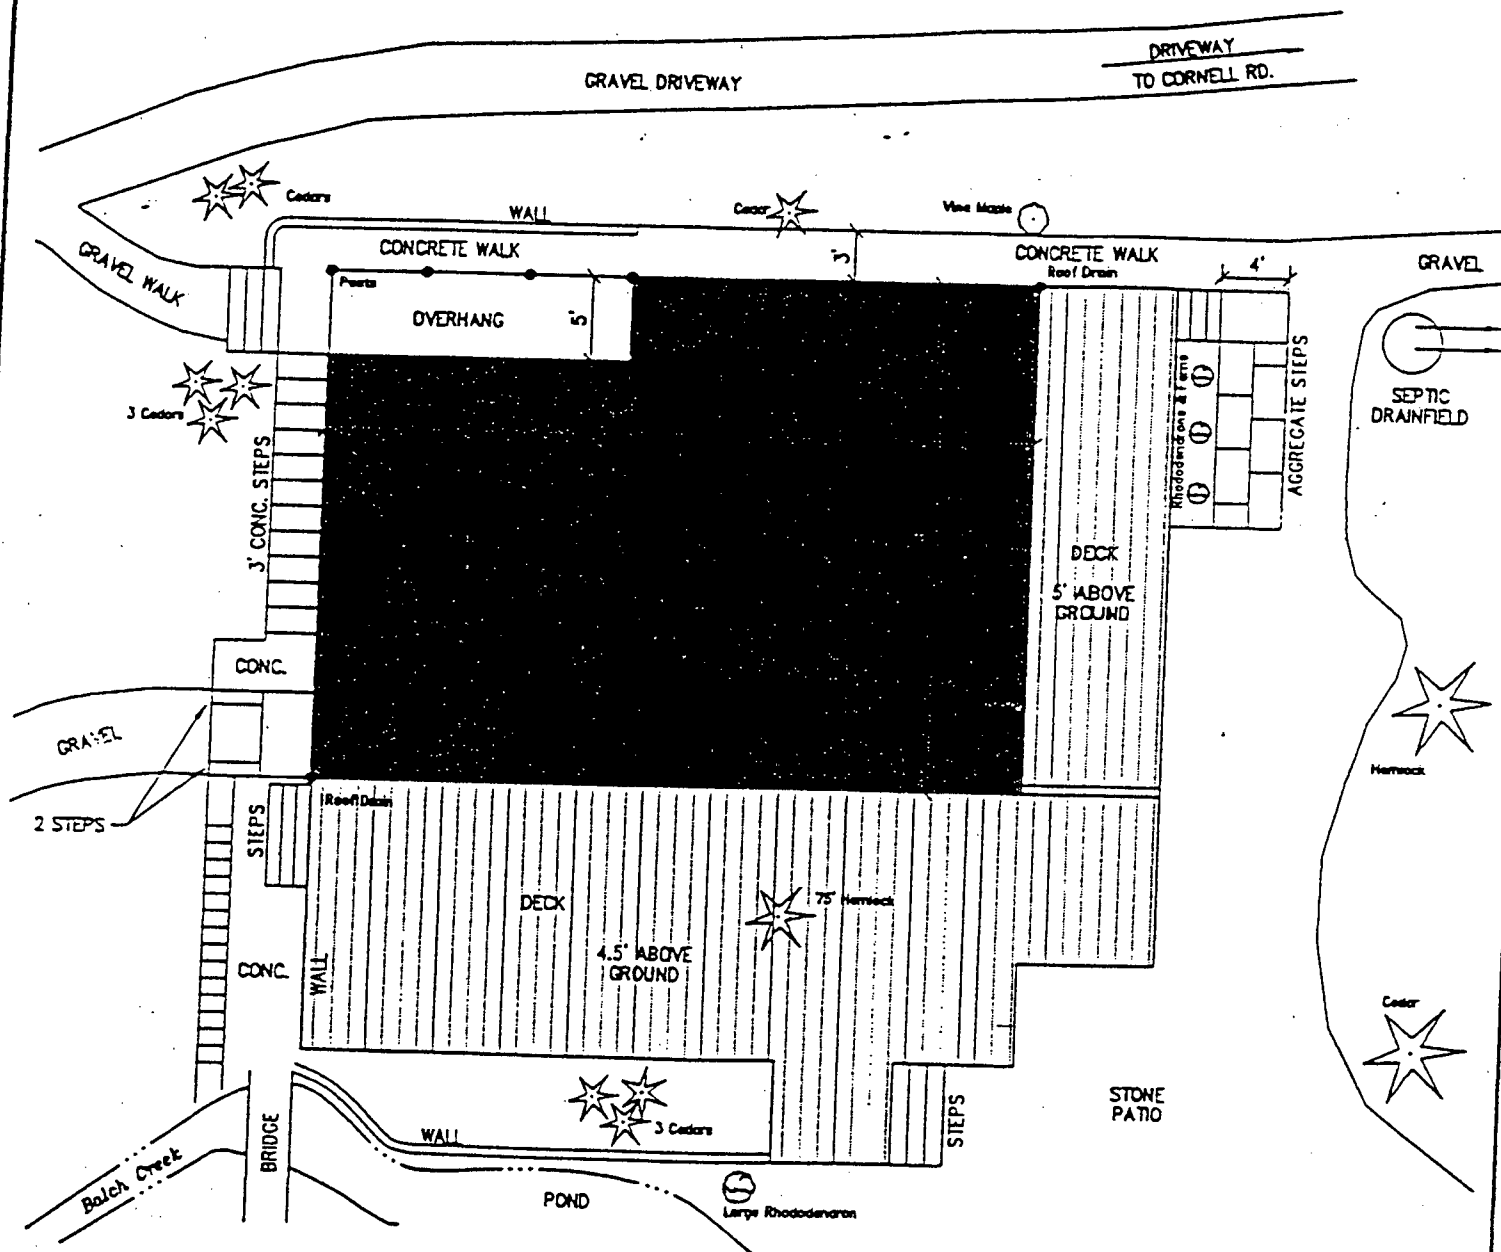 DRIVEWAY
TO CORNELL RD.
GRAVEL DRIVEWAY
Cedars
WALL
Cedar
Vine Maple
CONCRETE WALK
3'
CONCRETE WALK
Roof Drain
4'
GRAVEL
GRAVEL WALK
Posts
OVERHANG
5'
3 Cedars
3' CONC. STEPS
Rhododendrons & Ferns
AGGREGATE STEPS
SEPTIC
DRAINFIELD
DECK
5' ABOVE
GROUND
CONC.
GRAVEL
2 STEPS
Hemlock
STEPS
Roof Drain
DECK
75' Hemlock
4.5' ABOVE
GROUND
CONC.
WALL
Cedar
STONE
PATIO
STEPS
3 Cedars
WALL
BRIDGE
Balch Creek
POND
Large Rhododendron